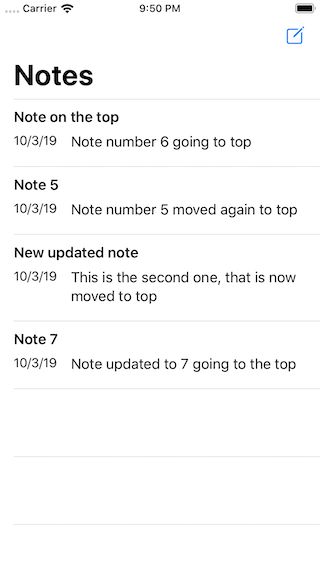 Carrier 9:50 PM
Notes
Note on the top
10/3/19 Note number 6 going to top
Note 5
10/3/19 Note number 5 moved again to top
New updated note
10/3/19 This is the second one, that is now
moved to top
Note 7
10/3/19 Note updated to 7 going to the top